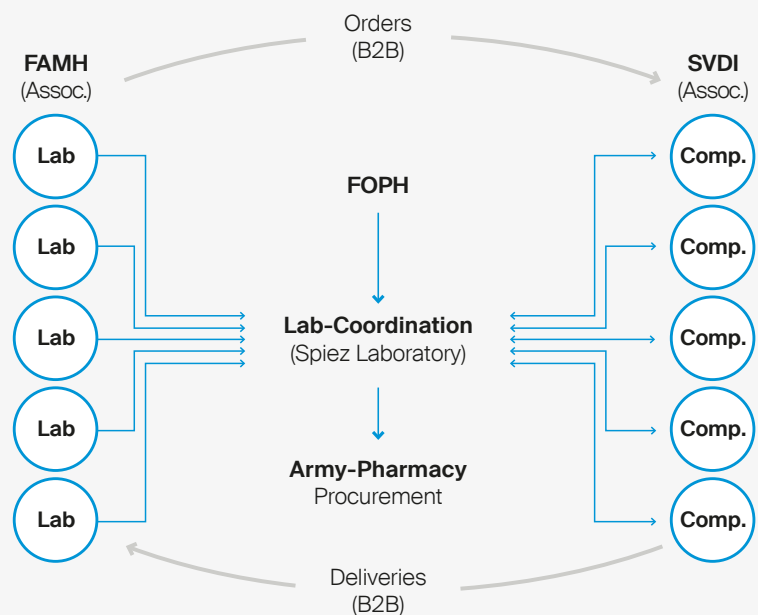 Orders
(B2B)
FAMH
(Assoc.)
SVDI
(Assoc.)
Lab
Lab
Lab
Lab
Lab
FOPH
Lab-Coordination
(Spiez Laboratory)
Army-Pharmacy
Procurement
Comp.
Comp.
Comp.
Comp.
Comp.
Deliveries
(B2B)